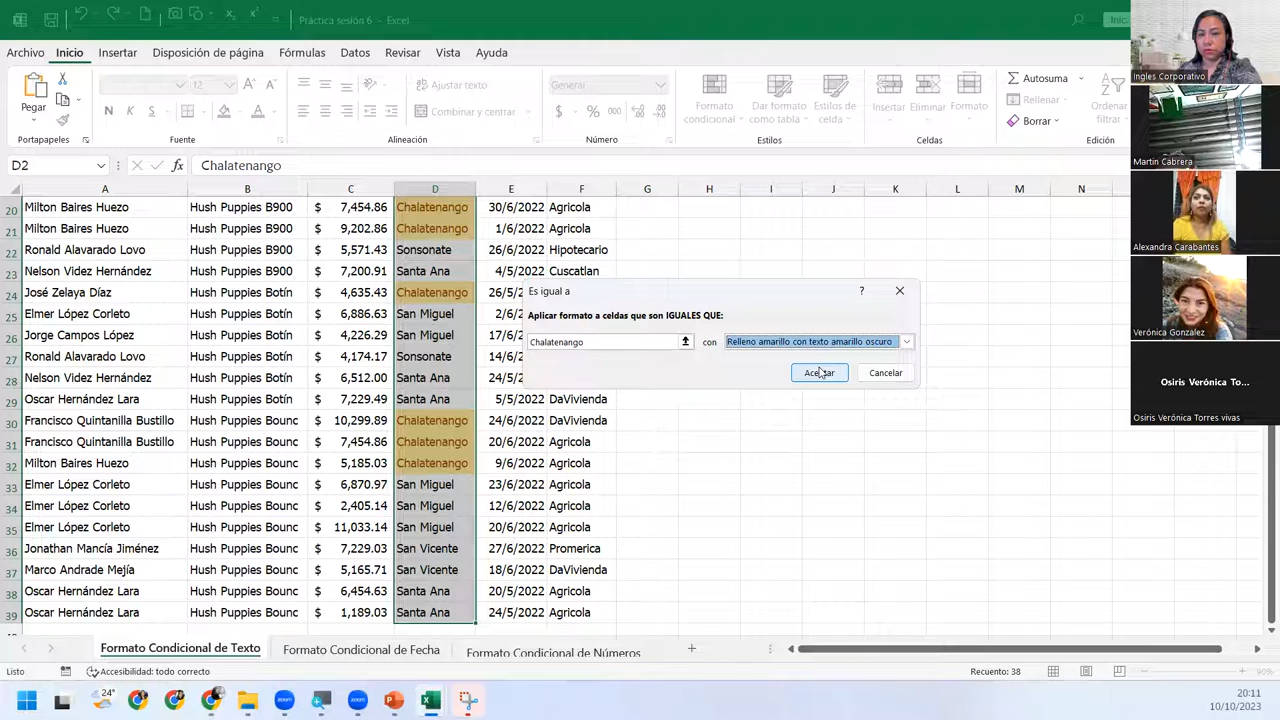 Práctica sesión 6 - Excel
Inic
Archivo Inicio Insertar Disposición de página Fórmulas Datos Revisar Vista Ayuda
Pegar
12
General
Combinar y centrar
Formato condicional
Dar formato como tabla
Estilos de celda
Insertar Eliminar Formato
Autosuma
Rellenar
Borrar
Ordenar
filtrar
Portapapeles Fuente Alineación Número Estilos Celdas Edición
D2 fx Chalatenango
A B C D E F G H I J K L M N
20 Milton Baires Huezo Hush Puppies B900 $ 7,454.86 Chalatenango 30/6/2022 Agricola
21 Milton Baires Huezo Hush Puppies B900 $ 9,202.86 Chalatenango 1/6/2022 Agricola
22 Ronald Alavarado Lovo Hush Puppies B900 $ 5,571.43 Sonsonate 26/6/2022 Hipotecario
23 Nelson Videz Hernández Hush Puppies B900 $ 7,200.91 Santa Ana 4/5/2022 Cuscatlan
24 José Zelaya Díaz Hush Puppies Botín $ 4,635.43 Chalatenango 26/5
25 Elmer López Corleto Hush Puppies Botín $ 6,886.63 San Miguel 2/6
26 Jorge Campos López Hush Puppies Botín $ 4,226.29 San Miguel 17/6
27 Ronald Alavarado Lovo Hush Puppies Botín $ 4,174.17 Sonsonate 14/6
28 Nelson Videz Hernández Hush Puppies Botín $ 6,512.00 Santa Ana 24/5
29 Oscar Hernández Lara Hush Puppies Botín $ 7,229.49 Santa Ana 5/5/2022 DaVivienda
30 Francisco Quintanilla Bustillo Hush Puppies Bounc $ 10,299.89 Chalatenango 24/6/2022 DaVivienda
31 Francisco Quintanilla Bustillo Hush Puppies Bounc $ 7,454.86 Chalatenango 20/6/2022 Agricola
32 Milton Baires Huezo Hush Puppies Bounc $ 5,185.03 Chalatenango 9/6/2022 Agricola
33 Elmer López Corleto Hush Puppies Bounc $ 6,870.97 San Miguel 23/6/2022 Agricola
34 Elmer López Corleto Hush Puppies Bounc $ 2,405.14 San Miguel 12/6/2022 Agricola
35 Elmer López Corleto Hush Puppies Bounc $ 11,033.14 San Miguel 20/6/2022 Agricola
36 Jonathan Mancía Jiménez Hush Puppies Bounc $ 7,229.03 San Vicente 27/6/2022 Promerica
37 Marco Andrade Mejía Hush Puppies Bounc $ 5,165.71 San Vicente 18/6/2022 DaVivienda
38 Oscar Hernández Lara Hush Puppies Bounc $ 6,454.63 Santa Ana 20/5/2022 Agricola
39 Oscar Hernández Lara Hush Puppies Bounc $ 1,189.03 Santa Ana 24/5/2022 Agricola
Es igual a ?
Aplicar formato a celdas que son IGUALES QUE:
Chalatenango con Relleno amarillo con texto amarillo oscuro
Aceptar Cancelar
Ingles Corporativo
Martin Cabrera
Alexandra Carabantes
Verónica González
Osiris Verónica To...
Osiris Verónica Torres vivas
Formato Condicional de Texto Formato Condicional de Fecha Formato Condicional de Números
Listo Accesibilidad: todo correcto Recuento: 38 90%
24°
zoom
zoom
20:11
10/10/2023